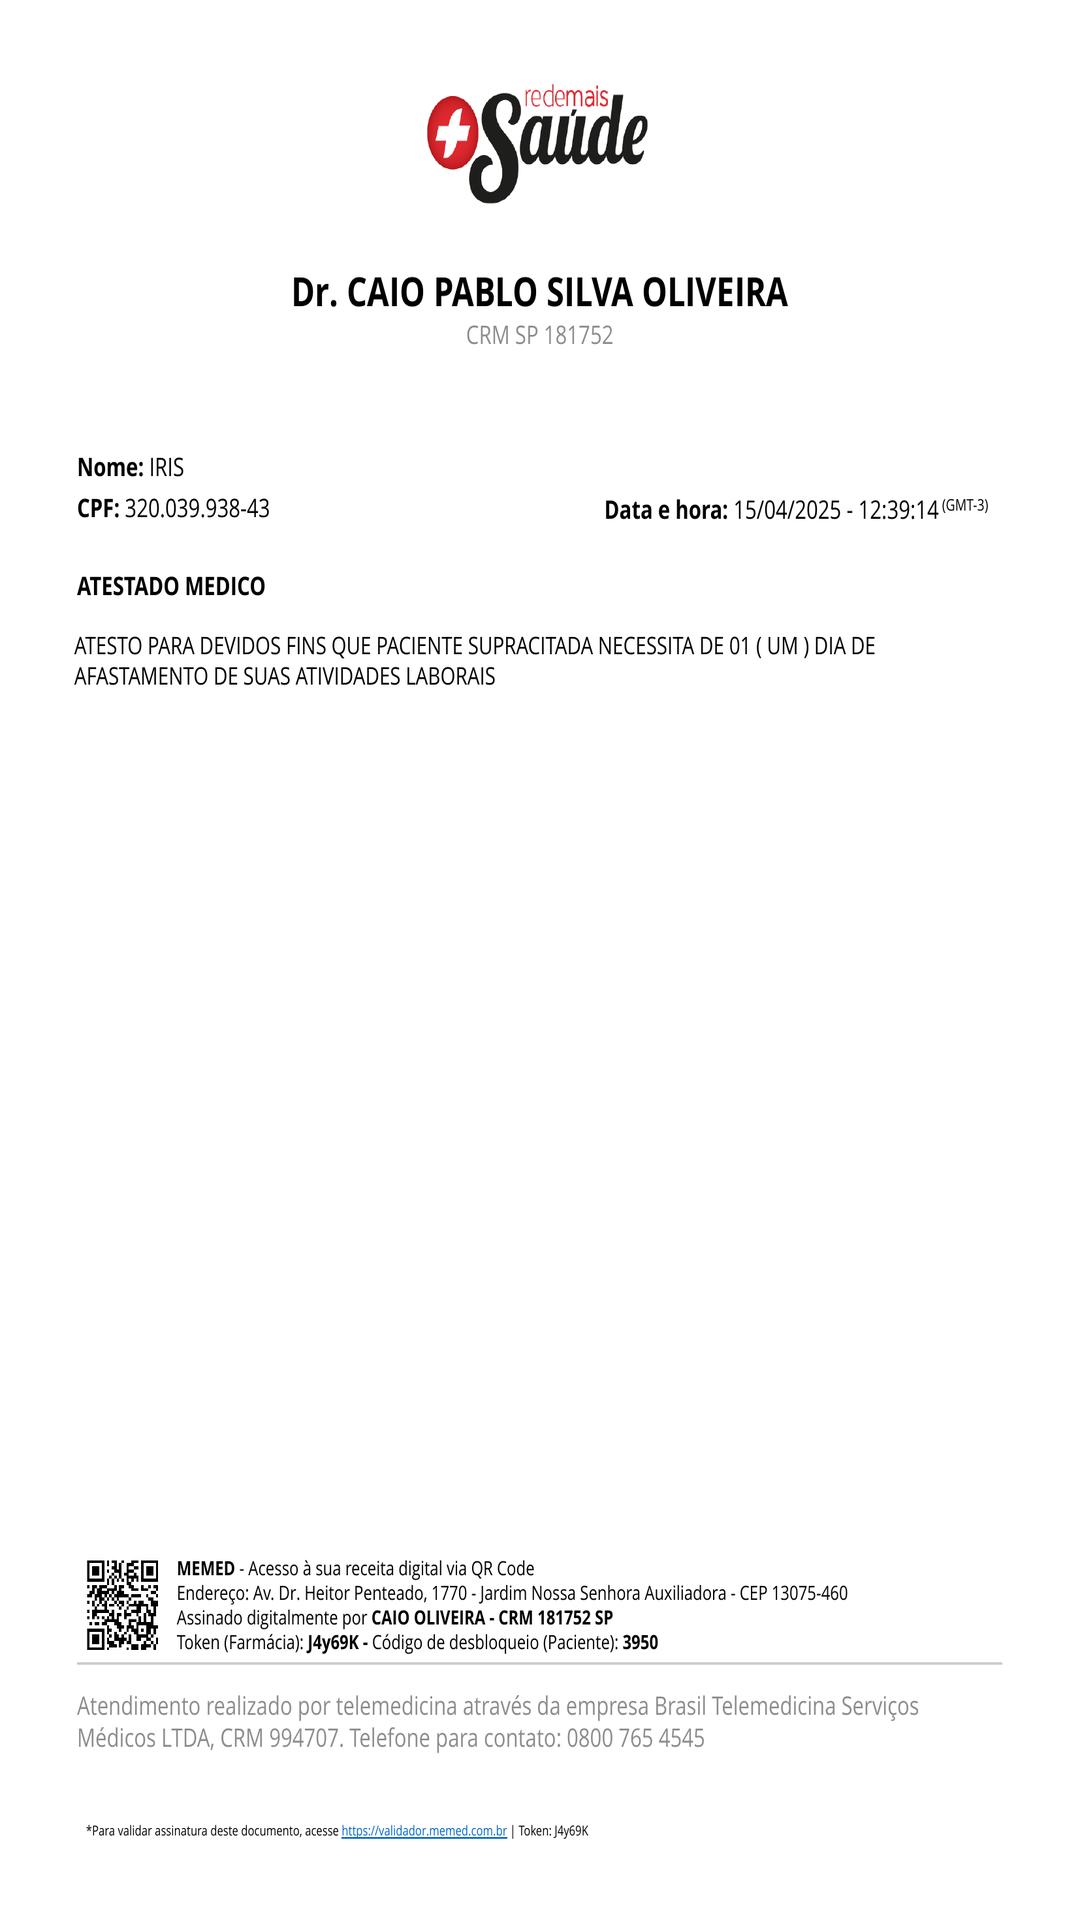 redemais
Saúde
Dr. CAIO PABLO SILVA OLIVEIRA
CRM SP 181752
Nome: IRIS
CPF: 320.039.938-43
Data e hora: 15/04/2025 - 12:39:14 (GMT-3)
ATESTADO MEDICO
ATESTO PARA DEVIDOS FINS QUE PACIENTE SUPRACITADA NECESSITA DE 01 ( UM ) DIA DE
AFASTAMENTO DE SUAS ATIVIDADES LABORAIS
MEMED - Acesso à sua receita digital via QR Code
Endereço: Av. Dr. Heitor Penteado, 1770 - Jardim Nossa Senhora Auxiliadora - CEP 13075-460
Assinado digitalmente por CAIO OLIVEIRA - CRM 181752 SP
Token (Farmácia): J4y69K - Código de desbloqueio (Paciente): 3950
Atendimento realizado por telemedicina através da empresa Brasil Telemedicina Serviços
Médicos LTDA, CRM 994707. Telefone para contato: 0800 765 4545
*Para validar assinatura deste documento, acesse https://validador.memed.com.br | Token: J4y69K